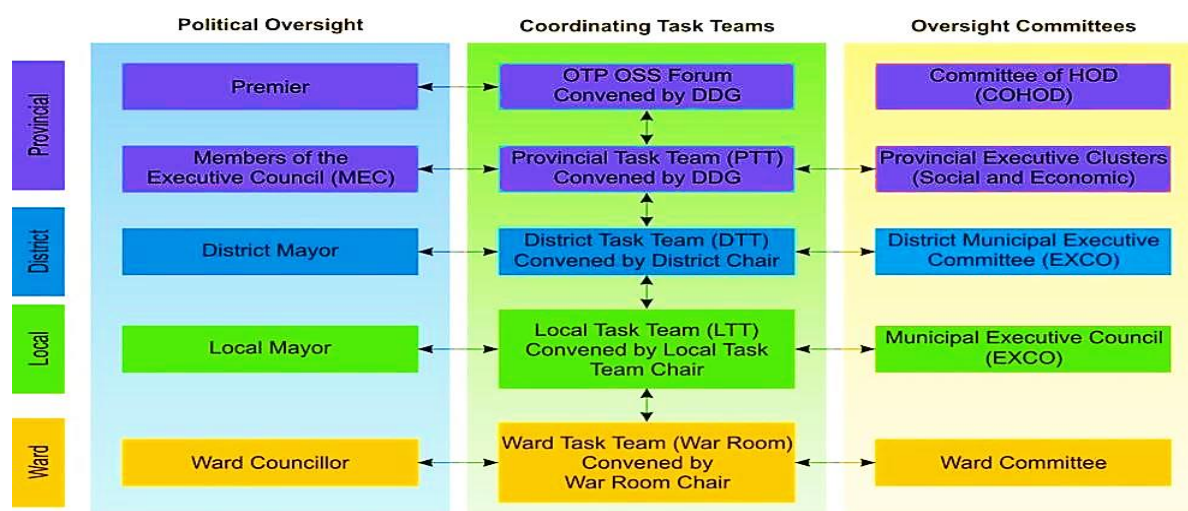 Political Oversight
Coordinating Task Teams
Oversight Committees
Provincial
Premier
OTP OSS Forum
Convened by DDG
Committee of HOD
(COHOD)
Members of the
Executive Council (MEC)
Provincial Task Team (PTT)
Convened by DDG
Provincial Executive Clusters
(Social and Economic)
District
District Mayor
District Task Team (DTT)
Convened by District Chair
District Municipal Executive
Committee (EXCO)
Local
Local Mayor
Local Task Team (LTT)
Convened by Local Task
Team Chair
Municipal Executive Council
(EXCO)
Ward
Ward Councillor
Ward Task Team (War Room)
Convened by
War Room Chair
Ward Committee